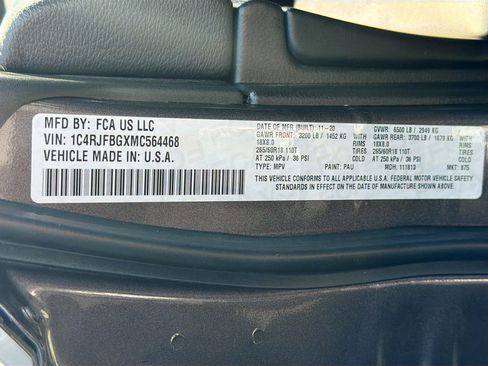 MFD BY: FCA US LLC
VIN: 1C4RJFBGXMC564468
VEHICLE MADE IN: U.S.A.
DATE OF MFR (BUILT): 11-20 GVWR: 6500 LB / 2949 KG
GAWR FRONT: 3200 LB / 1452 KG WITH GAWR REAR: 3700 LB / 1679 KG WITH
18X8.0 RIMS 18X8.0 RIMS
265/60R18 110T TIRES 265/60R18 110T TIRES
AT 250 kPa / 36 PSI COLD AT 250 kPa / 36 PSI COLD
TYPE: MPV PAINT: PAU MDH: 111813 MKT: 875
THIS VEHICLE CONFORMS TO ALL APPLICABLE U.S.A. FEDERAL MOTOR VEHICLE SAFETY
STANDARDS IN EFFECT ON THE DATE OF MANUFACTURE SHOWN ABOVE.